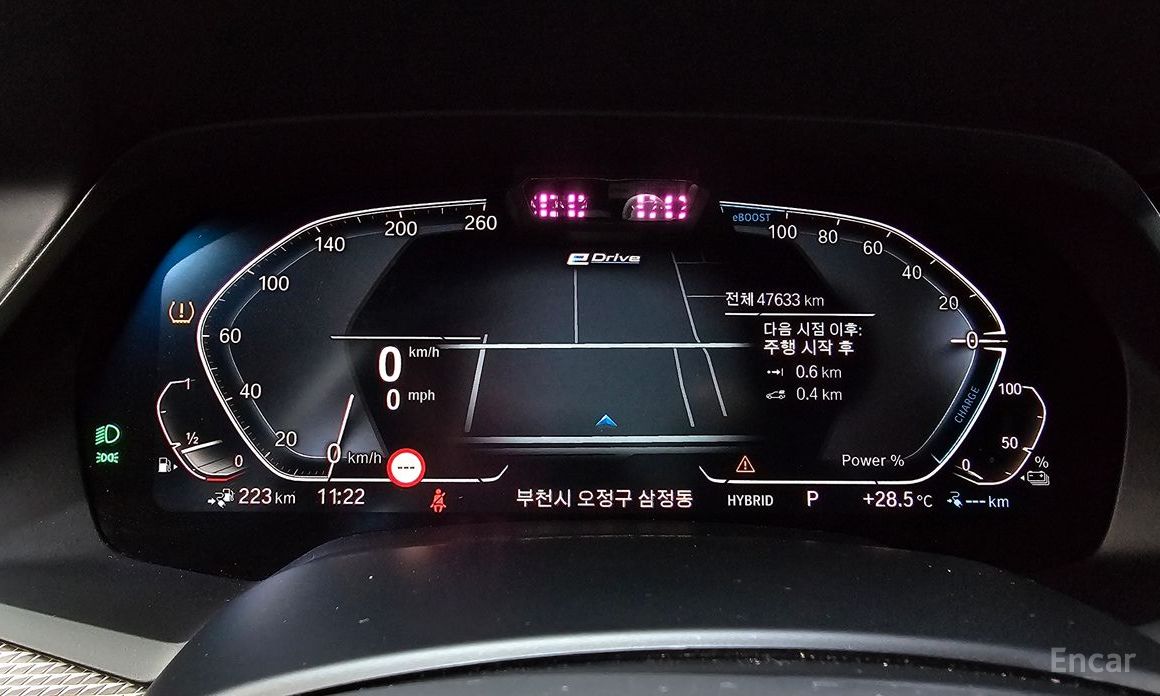 260
200
140
100
60
40
20
0 km/h
eBOOST
100
80
60
40
20
0
CHARGE
Power %
eDrive
전체 47633 km
다음 시점 이후:
주행 시작 후
0.6 km
0.4 km
0 km/h
0 mph
1
1/2
0
100
50
0
%
---
223 km
11:22
부천시 오정구 삼정동
HYBRID
P
+28.5 °C
--- km
Encar